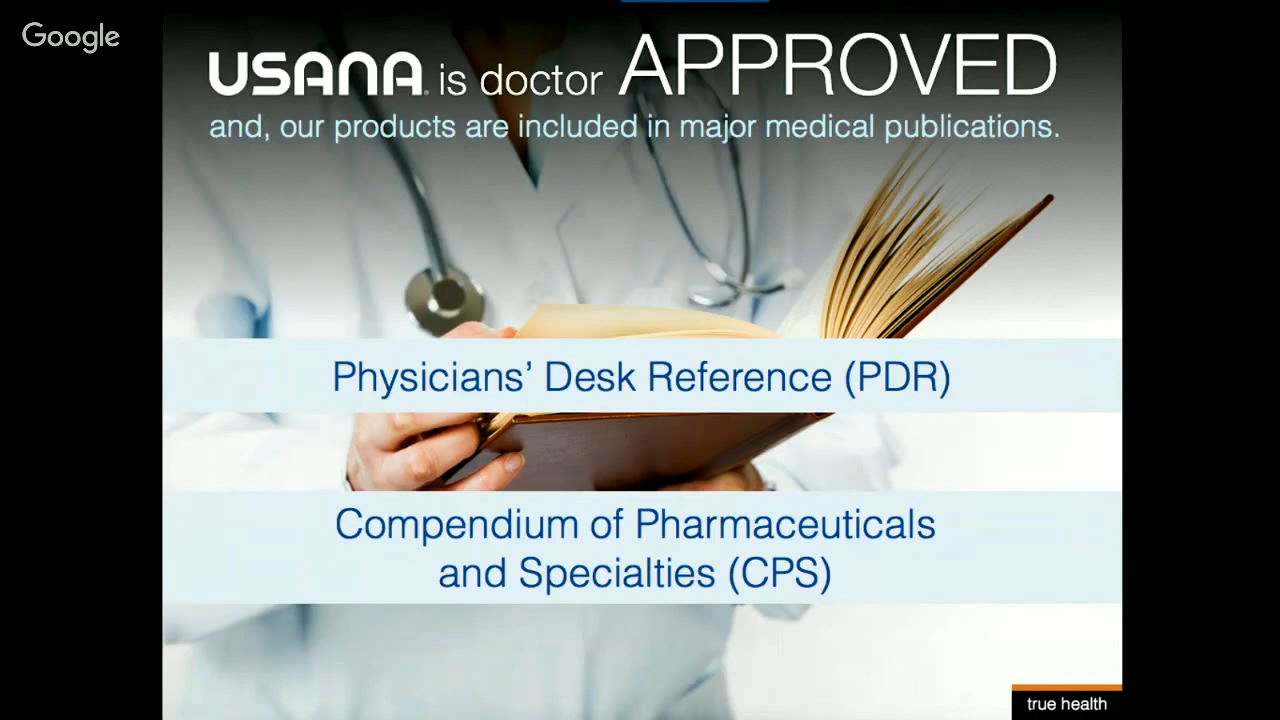 Google
USANA is doctor APPROVED
and, our products are included in major medical publications.
Physicians’ Desk Reference (PDR)
Compendium of Pharmaceuticals
and Specialties (CPS)
true health